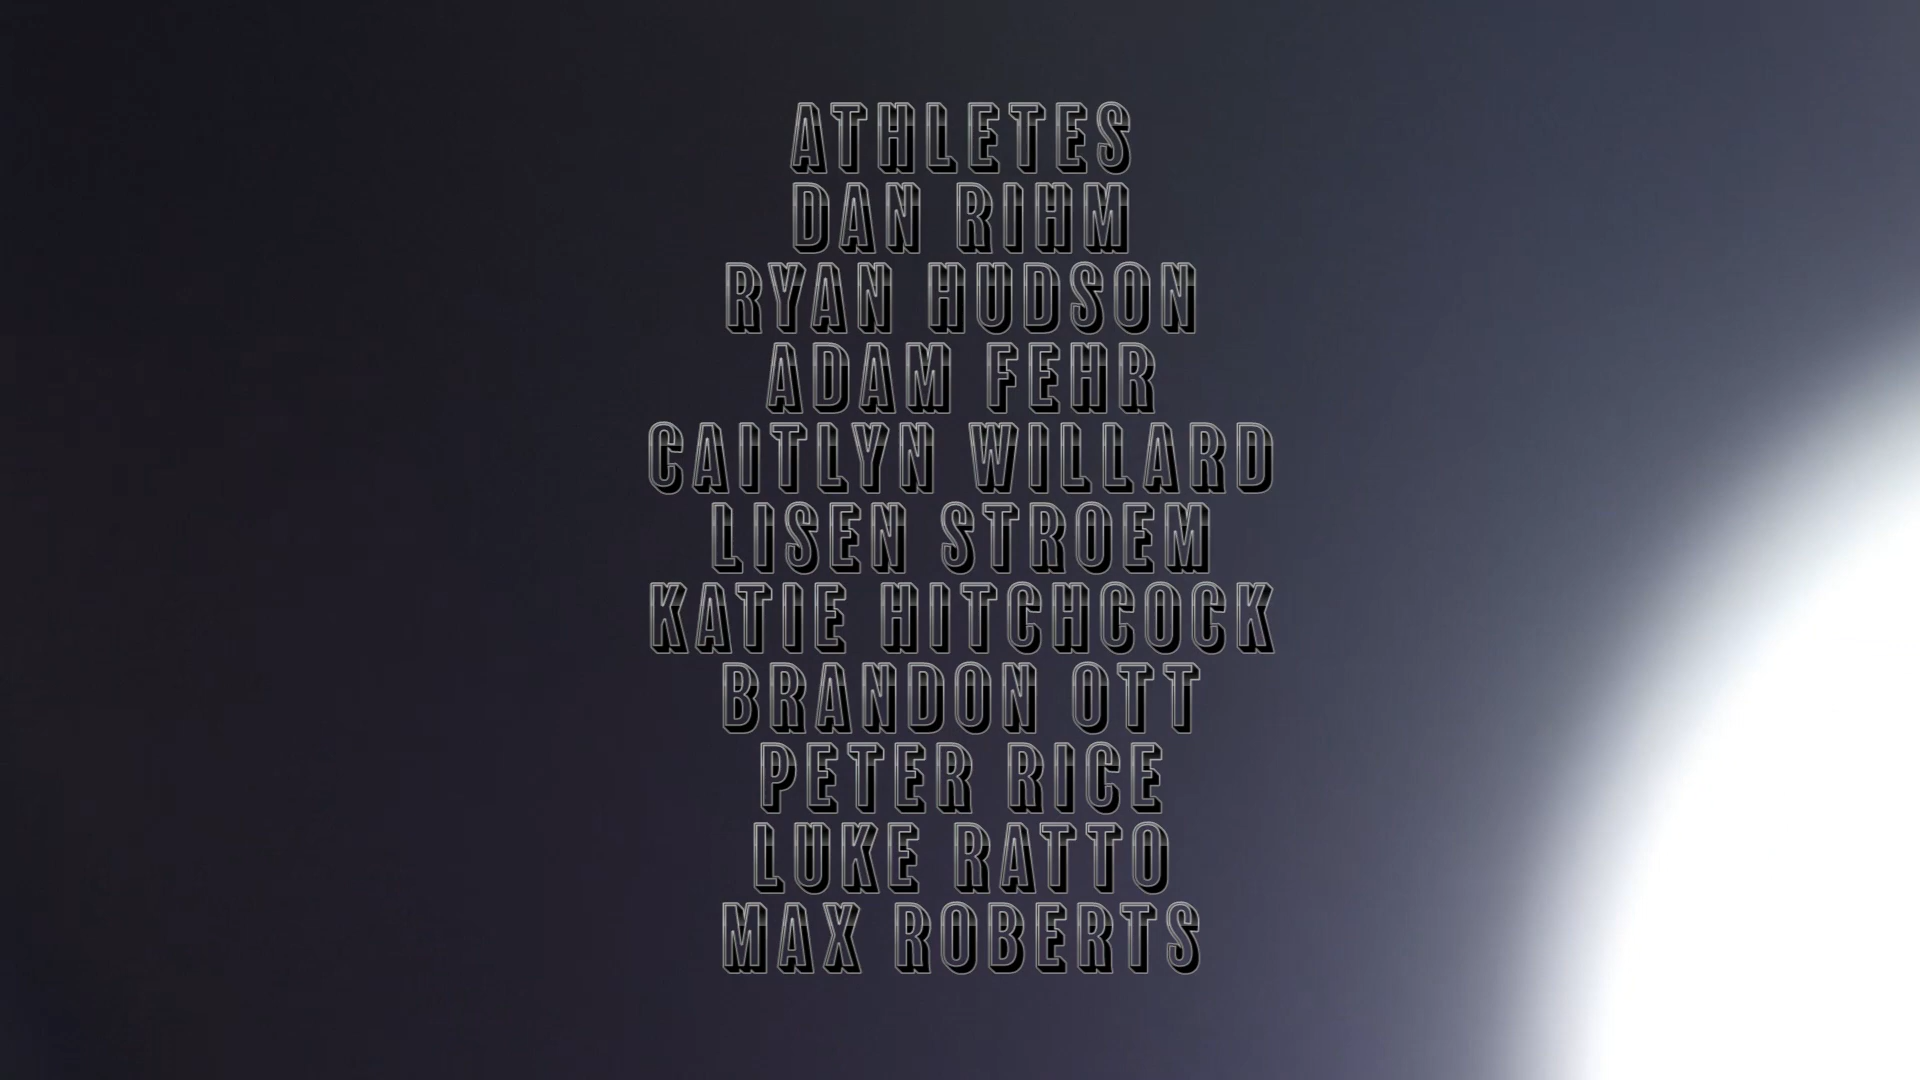 ATHLETES
DAN RIHM
RYAN HUDSON
ADAM FEHR
CAITLYN WILLARD
LISEN STROEM
KATIE HITCHCOCK
BRANDON OTT
PETER RICE
LUKE RATTO
MAX ROBERTS